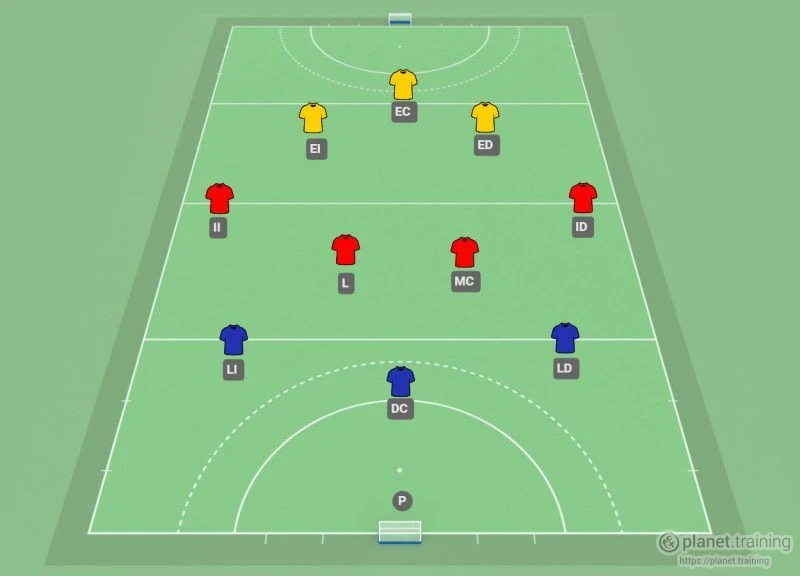 EC
EI
ED
II
ID
L
MC
LI
LD
DC
P
planet.training
https://planet.training